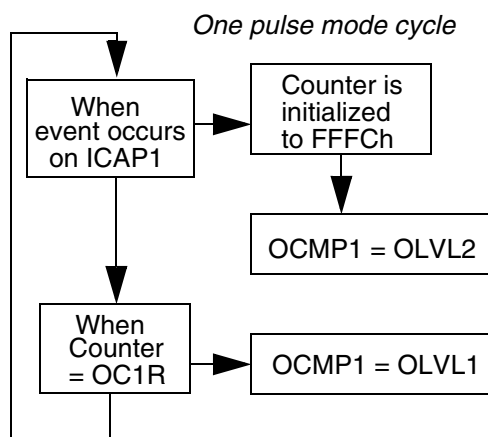 One pulse mode cycle
When
event occurs
on ICAP1
Counter is
initialized
to FFFCh
OCMP1 = OLVL2
When
Counter
= OC1R
OCMP1 = OLVL1